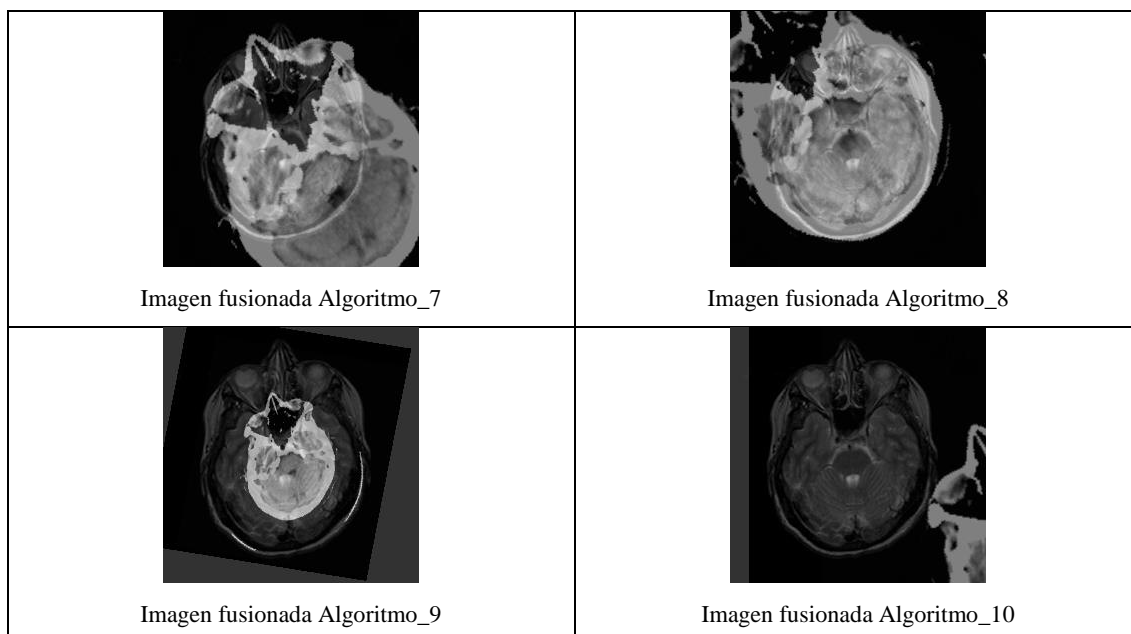 Imagen fusionada Algoritmo_7
Imagen fusionada Algoritmo_8
Imagen fusionada Algoritmo_9
Imagen fusionada Algoritmo_10